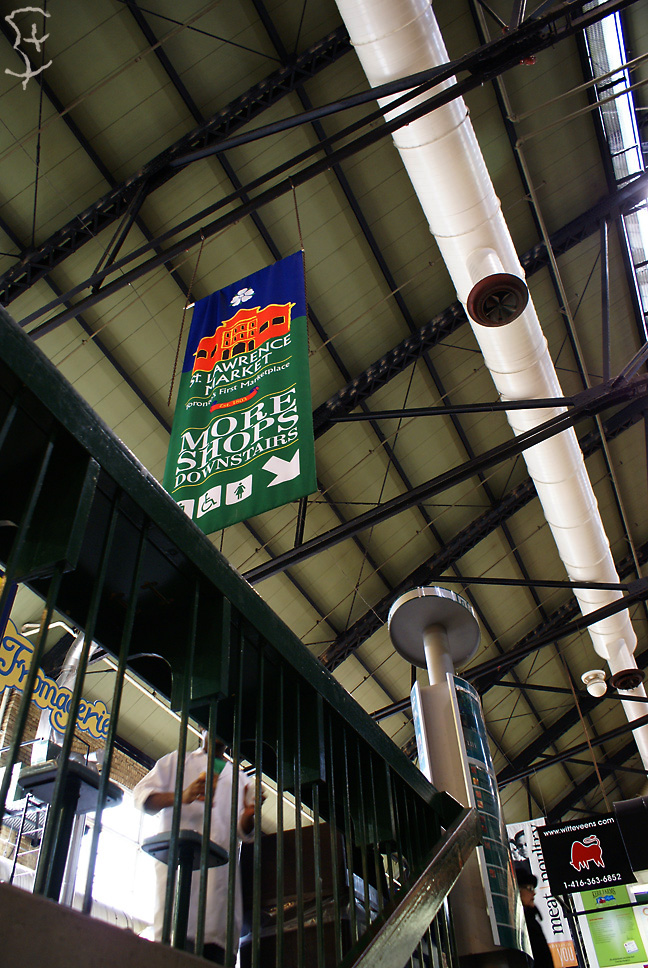 St. LAWRENCE
MARKET
Toronto's First Marketplace
Est. 1803
MORE
SHOPS
DOWNSTAIRS
Fromagerie
meat
poultry
www.witteveens.com
1-416-363-6852